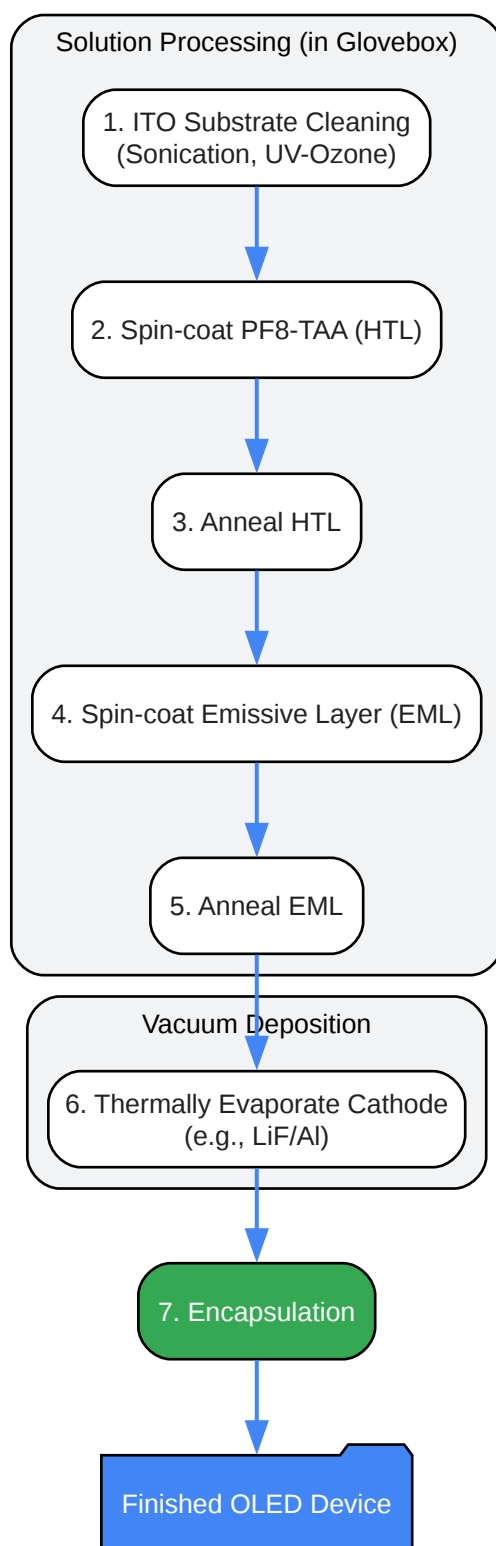 Solution Processing (in Glovebox)
1. ITO Substrate Cleaning
(Sonication, UV-Ozone)
2. Spin-coat PF8-TAA (HTL)
3. Anneal HTL
4. Spin-coat Emissive Layer (EML)
5. Anneal EML
Vacuum Deposition
6. Thermally Evaporate Cathode
(e.g., LiF/Al)
7. Encapsulation
Finished OLED Device